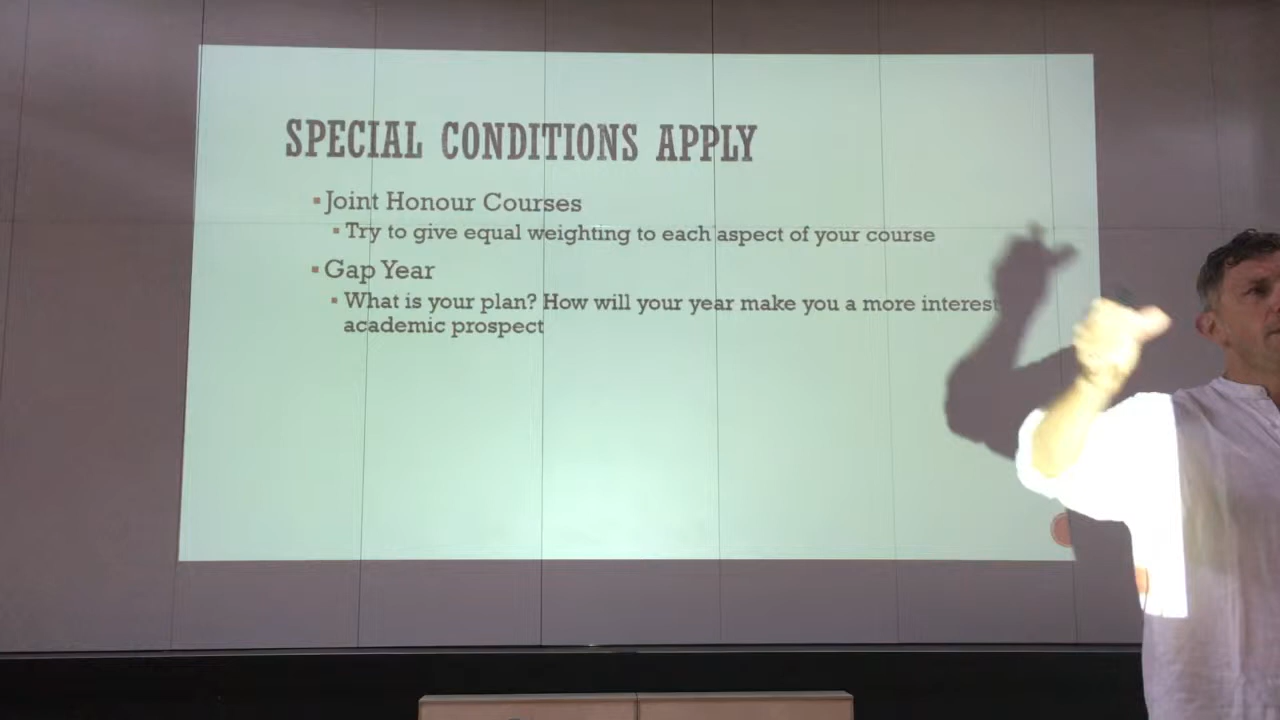 SPECIAL CONDITIONS APPLY
Joint Honour Courses
Try to give equal weighting to each aspect of your course
Gap Year
What is your plan? How will your year make you a more interest
academic prospect